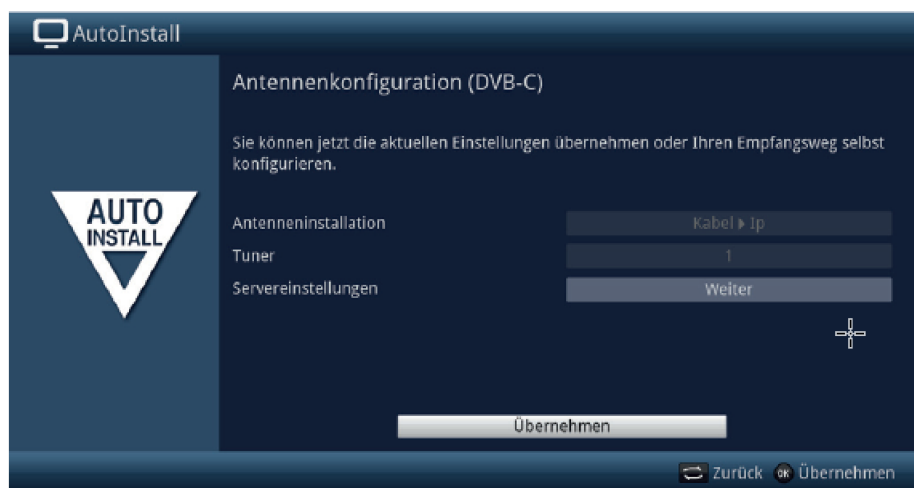 AutoInstall
Antennenkonfiguration (DVB-C)
Sie können jetzt die aktuellen Einstellungen übernehmen oder Ihren Empfangsweg selbst
konfigurieren.
AUTO
INSTALL
Antenneninstallation Kabel ▸ Ip
Tuner 1
Servereinstellungen Weiter
Übernehmen
Zurück OK Übernehmen